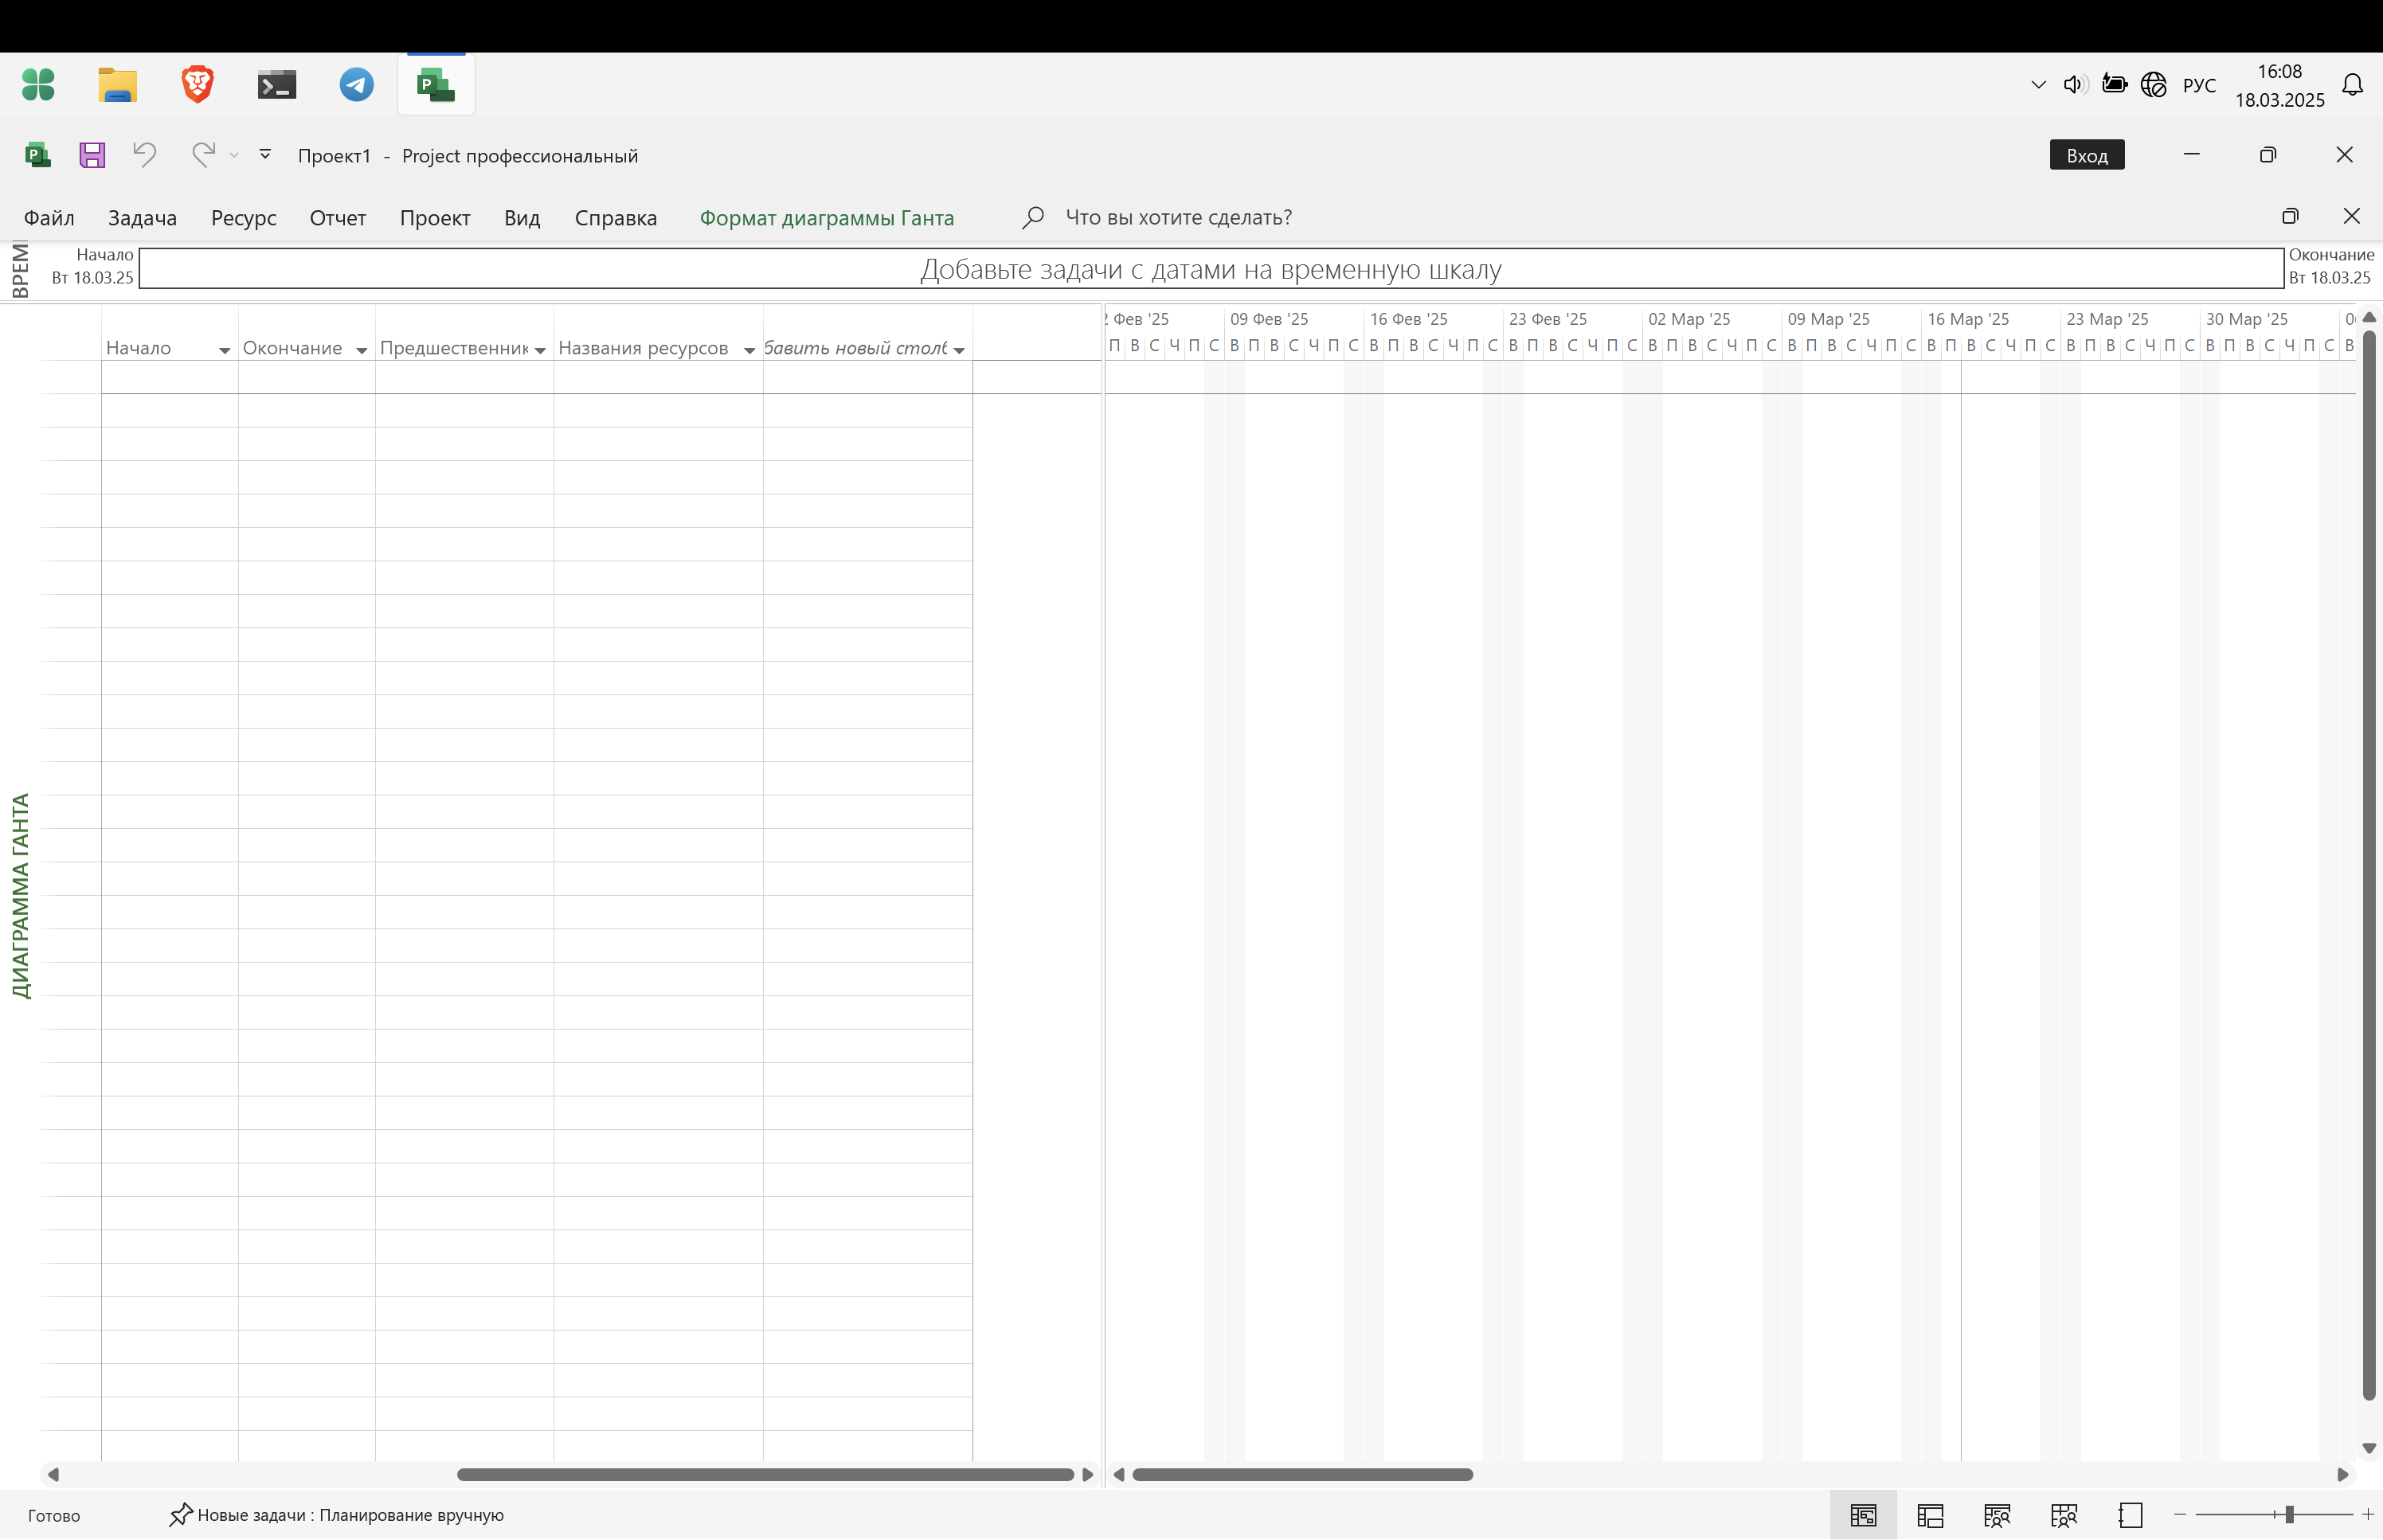 РУС
16:08
18.03.2025
Проект1 - Project профессиональный
Вход
Файл Задача Ресурс Отчет Проект Вид Справка Формат диаграммы Ганта Что вы хотите сделать?
ВРЕМ
Начало
Вт 18.03.25
Добавьте задачи с датами на временную шкалу
Окончание
Вт 18.03.25
Начало Окончание Предшественник Названия ресурсов бавить новый столб
2 Фев '25 09 Фев '25 16 Фев '25 23 Фев '25 02 Мар '25 09 Мар '25 16 Мар '25 23 Мар '25 30 Мар '25
П В С Ч П С В П В С Ч П С В П В С Ч П С В П В С Ч П С В П В С Ч П С В П В С Ч П С В П В С Ч П С В П В С Ч П С В П В С Ч П С В
ДИАГРАММА ГАНТА
Готово
Новые задачи : Планирование вручную